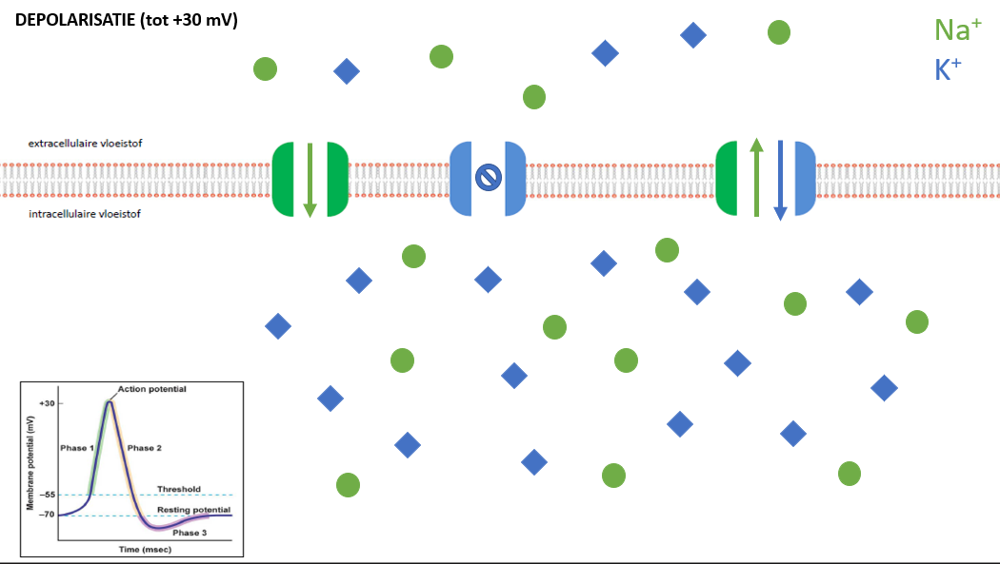 DEPOLARISATIE (tot +30 mV)
Na+
K+
extracellulaire vloeistof
intracellulaire vloeistof
Action potential
+30
Phase 1
Phase 2
Membrane potential (mV)
Threshold
–55
Resting potential
–70
Phase 3
Time (msec)